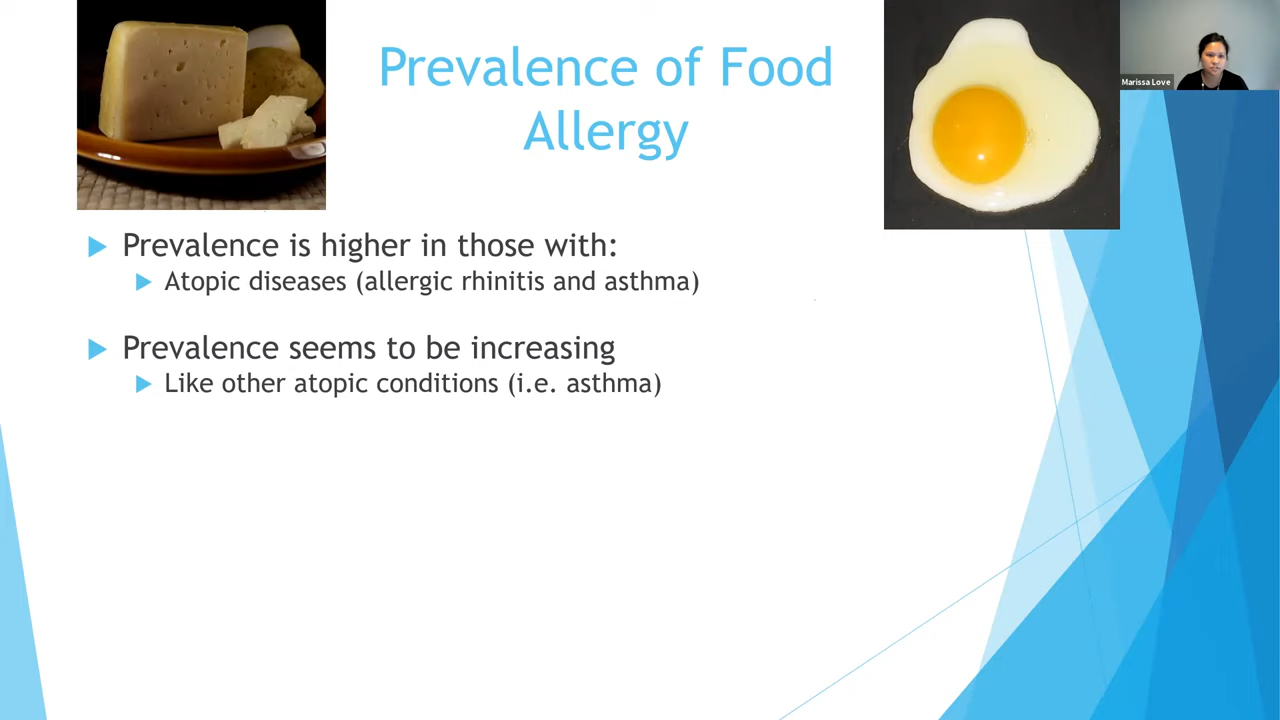 Prevalence of Food
Allergy
Marissa Love
Prevalence is higher in those with:
Atopic diseases (allergic rhinitis and asthma)
Prevalence seems to be increasing
Like other atopic conditions (i.e. asthma)